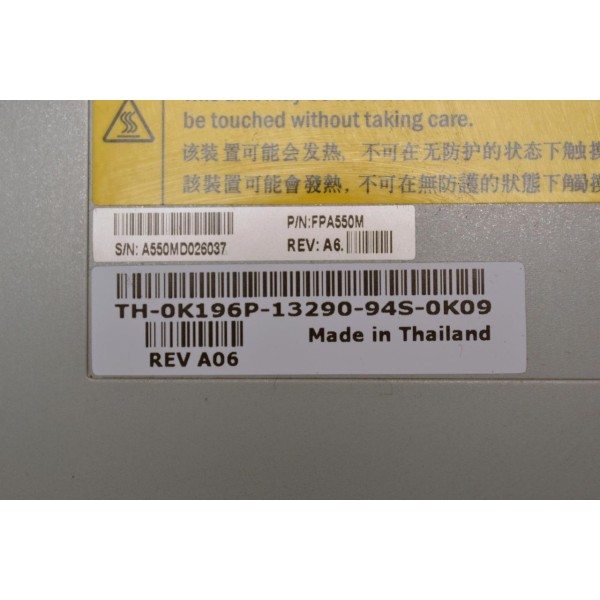 be touched without taking care.
该装置可能会发热, 不可在无防护的状态下触摸
該裝置可能會發熱, 不可在無防護的狀態下觸摸
P/N:FPA550M
S/N: A550MD026037
REV: A6.
TH-0K196P-13290-94S-0K09
Made in Thailand
REV A06